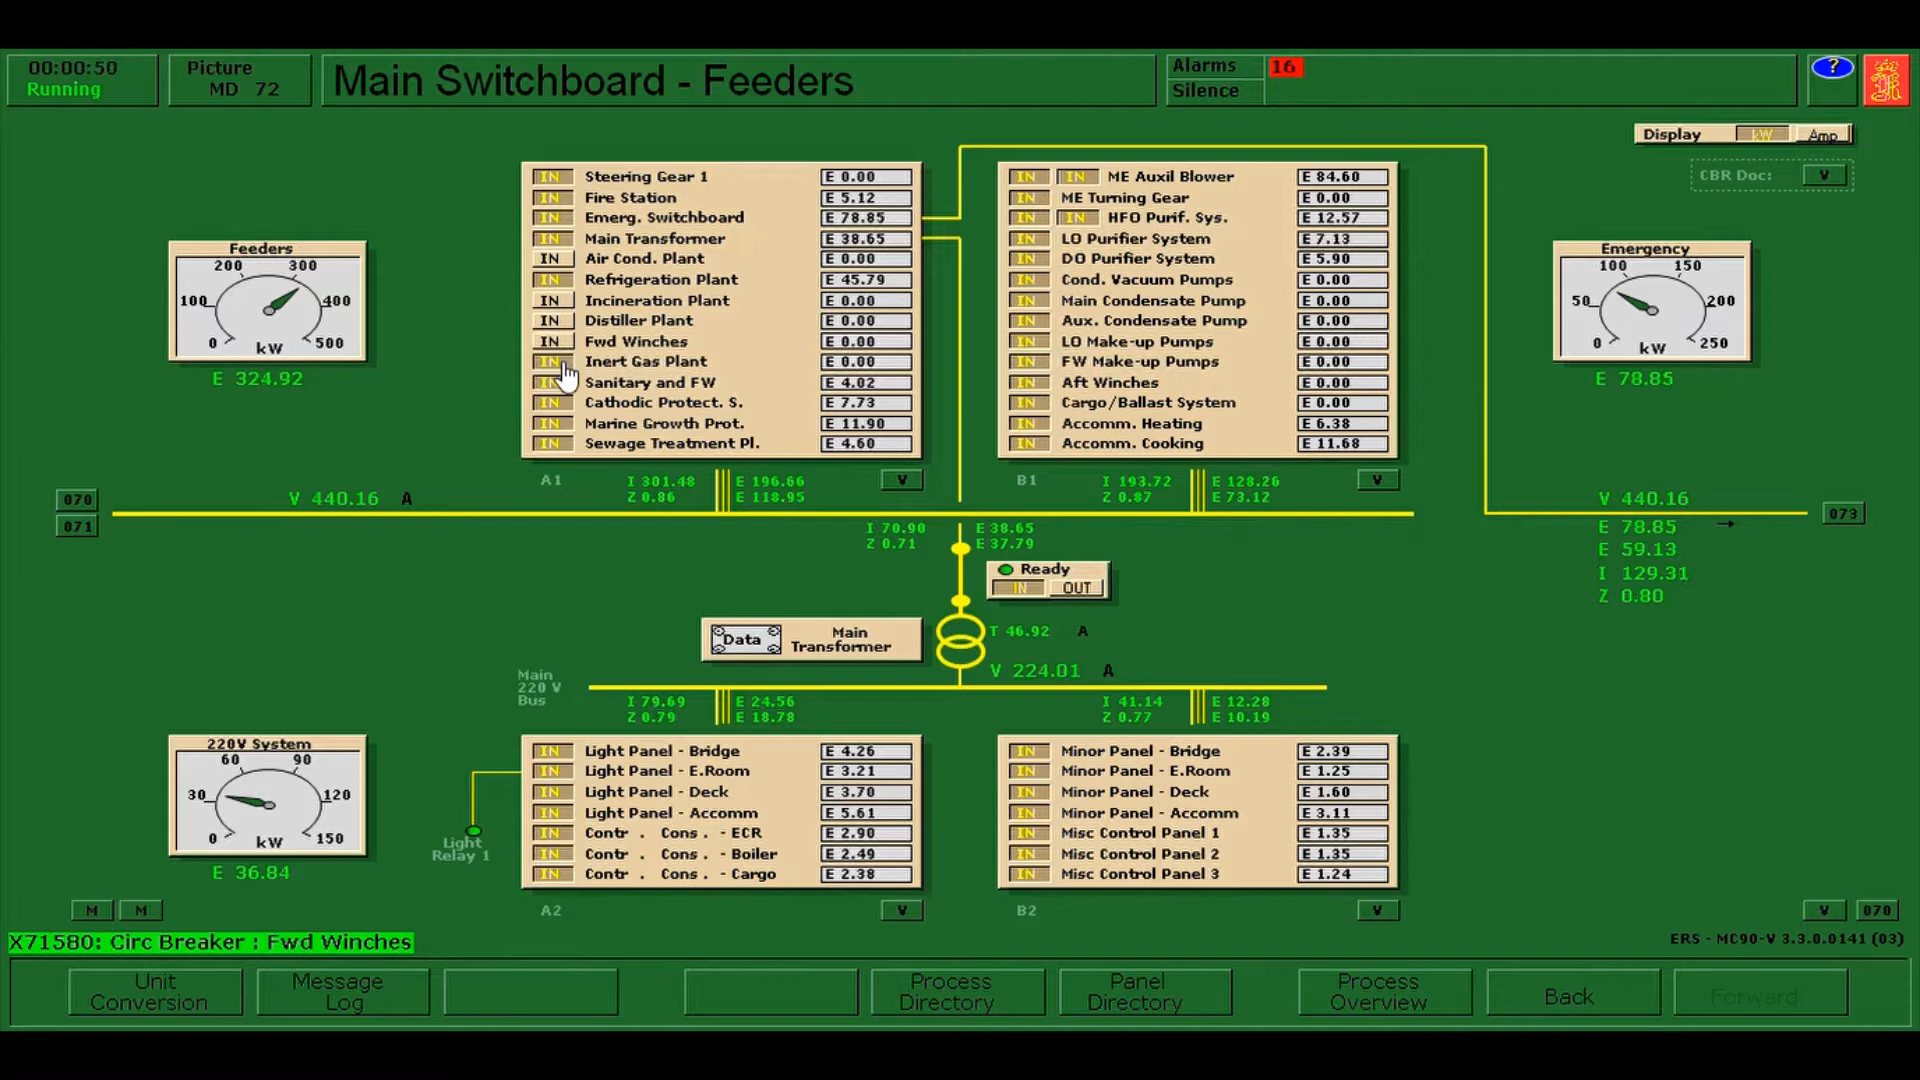 00:00:50
Running
Picture
MD 72
Main Switchboard - Feeders
Alarms 16
Silence
?
Display kW Amp
CBR Doc: V
IN Steering Gear 1 E 0.00
IN Fire Station E 5.12
IN Emerg. Switchboard E 78.85
IN Main Transformer E 38.65
IN Air Cond. Plant E 0.00
IN Refrigeration Plant E 45.79
IN Incineration Plant E 0.00
IN Distiller Plant E 0.00
IN Fwd Winches E 0.00
IN Inert Gas Plant E 0.00
IN Sanitary and FW E 4.02
IN Cathodic Protect. S. E 7.73
IN Marine Growth Prot. E 11.90
IN Sewage Treatment Pl. E 4.60
IN IN ME Auxil Blower E 84.60
IN ME Turning Gear E 0.00
IN IN HFO Purif. Sys. E 12.57
IN LO Purifier System E 7.13
IN DO Purifier System E 5.90
IN Cond. Vacuum Pumps E 0.00
IN Main Condensate Pump E 0.00
IN Aux. Condensate Pump E 0.00
IN LO Make-up Pumps E 0.00
IN FW Make-up Pumps E 0.00
IN Aft Winches E 0.00
IN Cargo/Ballast System E 0.00
IN Accomm. Heating E 6.38
IN Accomm. Cooking E 11.68
Feeders
200 300
100 400
0 500
kW
E 324.92
Emergency
100 150
50 200
0 250
kW
E 78.85
A1 I 301.48 E 196.66 V
Z 0.86 E 118.95
B1 I 193.72 E 128.26 V
Z 0.87 E 73.12
070
071
V 440.16 A
V 440.16
073
E 78.85
E 59.13
I 129.31
Z 0.80
I 70.90 E 38.65
Z 0.71 E 37.79
Ready
IN OUT
Data Main
Transformer
T 46.92 A
V 224.01 A
Main
220 V
Bus
I 79.69 E 24.56
Z 0.79 E 18.78
I 41.14 E 12.28
Z 0.77 E 10.19
220V System
60 90
30 120
0 150
kW
E 36.84
Light
Relay 1
IN Light Panel - Bridge E 4.26
IN Light Panel - E.Room E 3.21
IN Light Panel - Deck E 3.70
IN Light Panel - Accomm E 5.61
IN Contr . Cons . - ECR E 2.90
IN Contr . Cons . - Boiler E 2.49
IN Contr . Cons . - Cargo E 2.38
IN Minor Panel - Bridge E 2.39
IN Minor Panel - E.Room E 1.25
IN Minor Panel - Deck E 1.60
IN Minor Panel - Accomm E 3.11
IN Misc Control Panel 1 E 1.35
IN Misc Control Panel 2 E 1.35
IN Misc Control Panel 3 E 1.24
M M A2 V B2 V V 070
X71580: Circ Breaker : Fwd Winches
ERS - MC90-V 3.3.0.0141 (03)
Unit
Conversion
Message
Log
Process
Directory
Panel
Directory
Process
Overview
Back
Forward